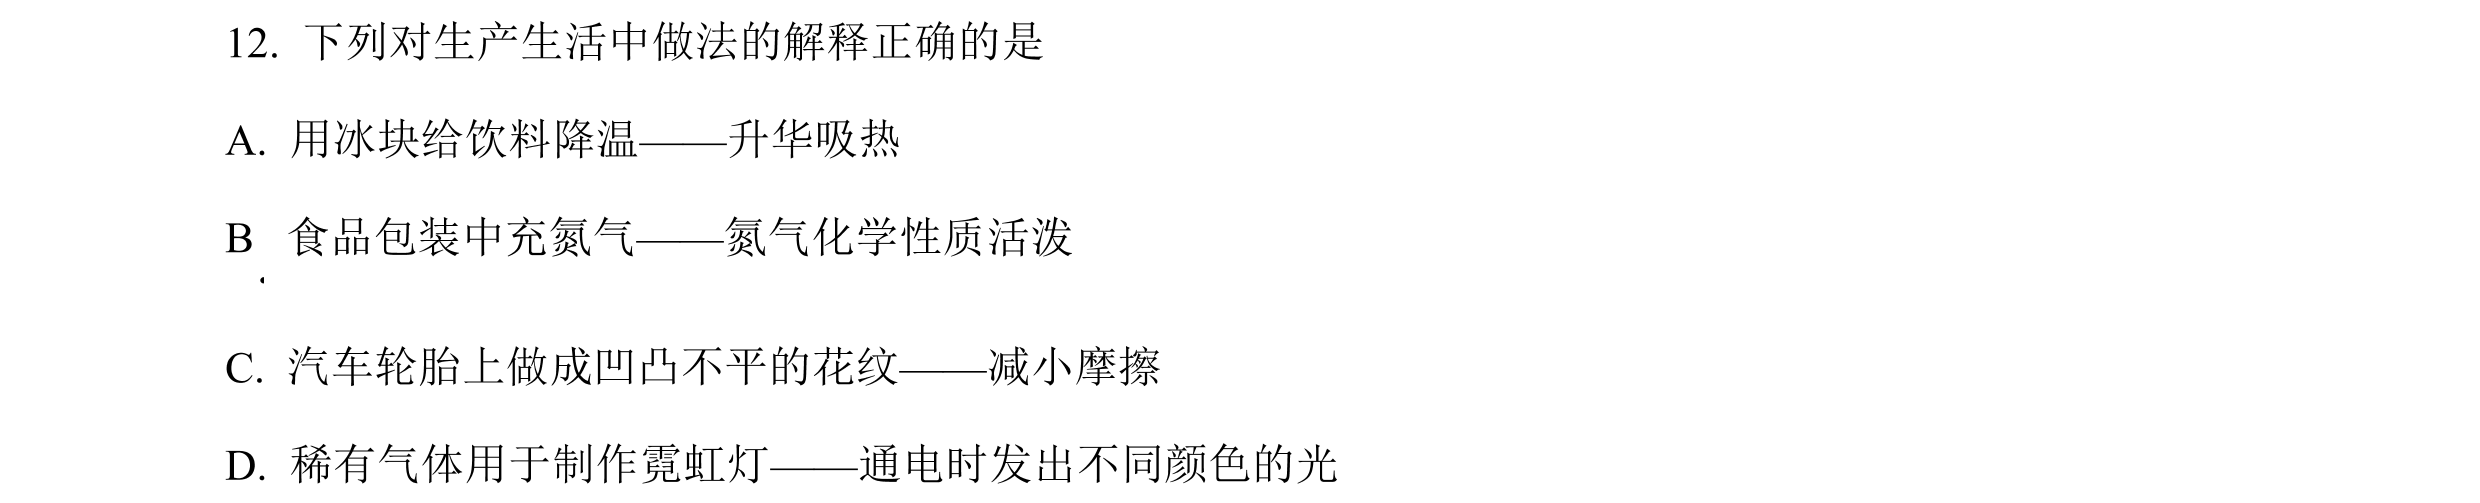 12. 下列对生产生活中做法的解释正确的是
A. 用冰块给饮料降温——升华吸热
B 食品包装中充氮气——氮气化学性质活泼
.
C. 汽车轮胎上做成凹凸不平的花纹——减小摩擦
D. 稀有气体用于制作霓虹灯——通电时发出不同颜色的光